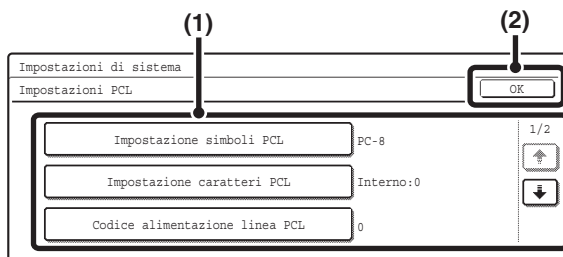 (1)
(2)
Impostazioni di sistema
Impostazioni PCL
OK
Impostazione simboli PCL
PC-8
1/2
Impostazione caratteri PCL
Interno:0
Codice alimentazione linea PCL
0